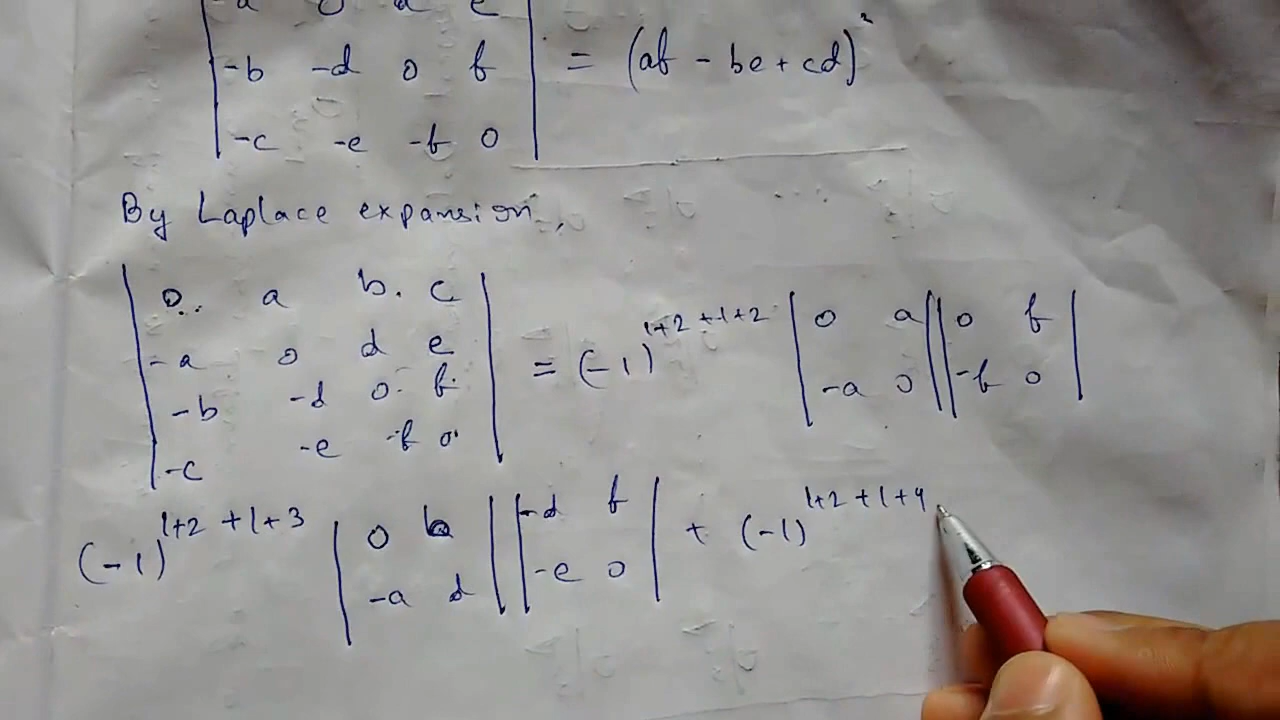 -a 0 d e
-b -d 0 f = (af - be + cd)²
-c -e -f 0
By Laplace expansion,
| 0 a b c |
| -a 0 d e | = (-1)^{1+2+1+2} | 0 a | | 0 f |
| -b -d 0 f | | -a 0 | | -f 0 |
| -c -e -f 0 |
(-1)^{1+2+1+3} | 0 b | | -d f | + (-1)^{1+2+1+4}
| -a d | | -e 0 |